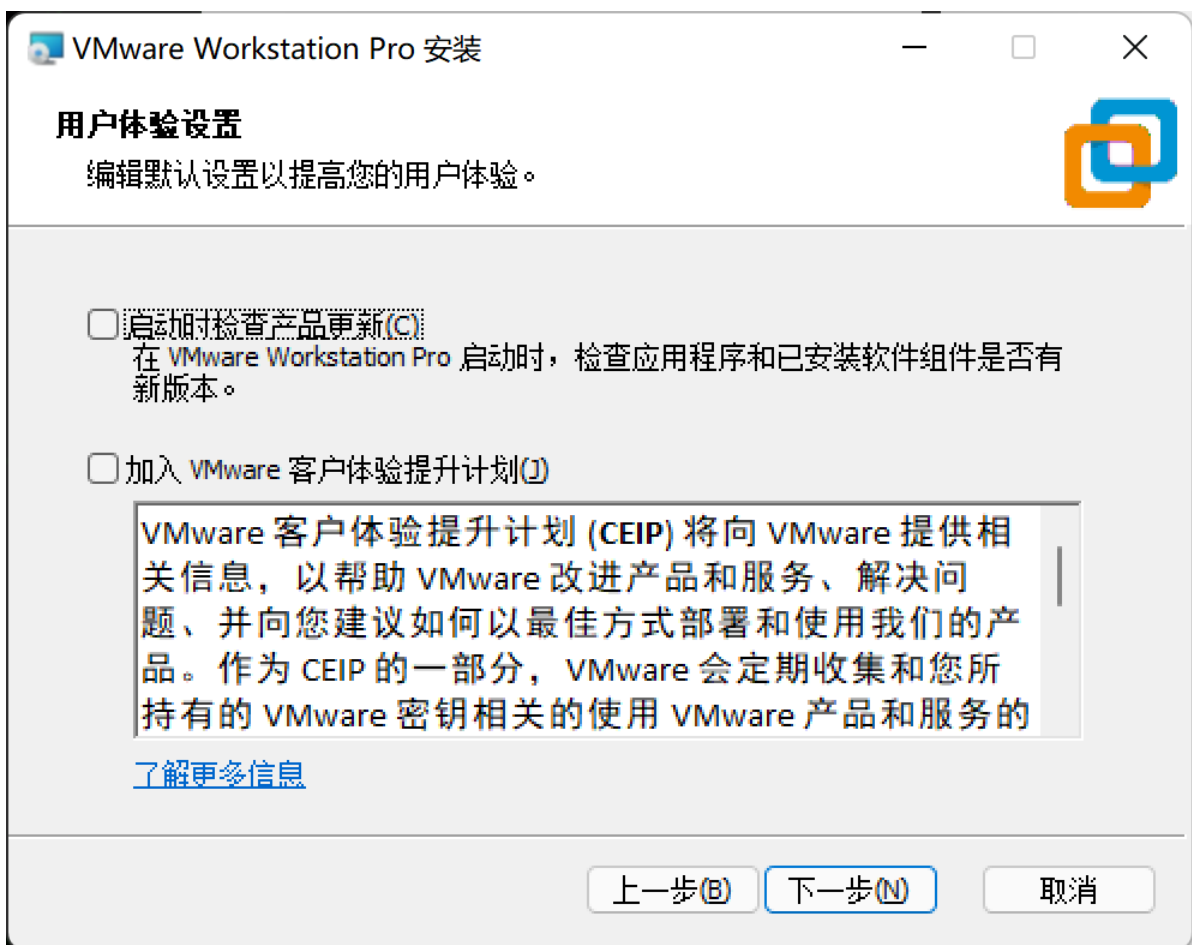 VMware Workstation Pro 安装
用户体验设置
编辑默认设置以提高您的用户体验。
启动时检查产品更新(C)
在 VMware Workstation Pro 启动时，检查应用程序和已安装软件组件是否有
新版本。
加入 VMware 客户体验提升计划(J)
VMware 客户体验提升计划 (CEIP) 将向 VMware 提供相
关信息，以帮助 VMware 改进产品和服务、解决问
题、并向您建议如何以最佳方式部署和使用我们的产
品。作为 CEIP 的一部分，VMware 会定期收集和您所
持有的 VMware 密钥相关的使用 VMware 产品和服务的
了解更多信息
上一步(B) 下一步(N) 取消